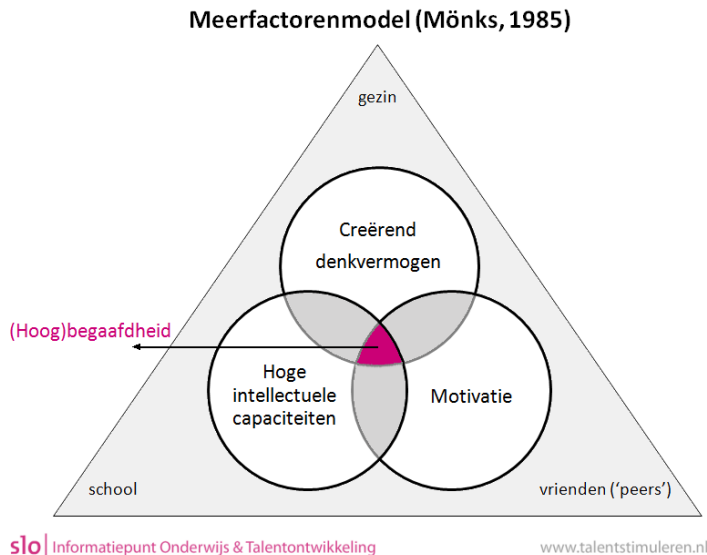 Meerfactorenmodel (Mönks, 1985)
gezin
Creërend
denkvermogen
(Hoog)begaafdheid
Hoge
intellectuele
capaciteiten
Motivatie
school
vrienden ('peers')
slo | Informatiepunt Onderwijs & Talentontwikkeling
www.talentstimuleren.nl